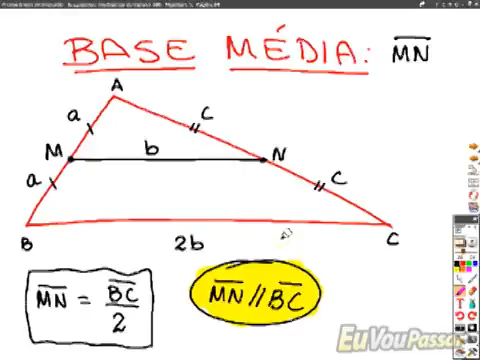 BASE MÉDIA: MN
A
a
C
M
b
N
a
C
B
2b
C
MN = BC/2
MN // BC
EuVouPassar